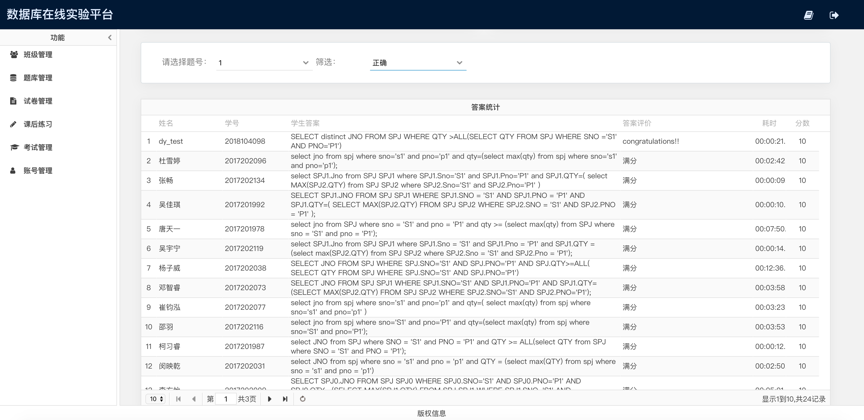 数据库在线实验平台
功能
班级管理
题库管理
试卷管理
课后练习
考试管理
账号管理
请选择题号: 1 筛选: 正确
答案统计
姓名 学号 学生答案 答案评价 耗时 分数
1 dy_test 2018104098 SELECT distinct JNO FROM SPJ WHERE QTY >ALL(SELECT QTY FROM SPJ WHERE SNO ='S1' congratulations!! 00:00:21. 10
AND PNO='P1')
2 杜雪婷 2017202096 select jno from spj where sno='s1' and pno='p1' and qty=(select max(qty) from spj where sno='s1' 满分 00:02:42 10
and pno='p1');
3 张畅 2017202134 select SPJ1.Jno from SPJ SPJ1 where SPJ1.Sno='S1' and SPJ1.Pno='P1' and SPJ1.QTY=( select 满分 00:00:09 10
MAX(SPJ2.QTY) from SPJ SPJ2 where SPJ2.Sno='S1' and SPJ2.Pno='P1' )
4 吴佳琪 2017201992 SELECT SPJ1.JNO FROM SPJ SPJ1 WHERE SPJ1.SNO = 'S1' AND SPJ1.PNO = 'P1' AND 满分 00:00:10. 10
SPJ1.QTY=( SELECT MAX(SPJ2.QTY) FROM SPJ SPJ2 WHERE SPJ2.SNO = 'S1' AND SPJ2.PNO
= 'P1' );
5 唐天一 2017201978 select jno from SPJ where sno = 'S1' and pno = 'P1' and qty >= (select max(qty) from SPJ where 满分 00:07:50. 10
sno = 'S1' and pno = 'P1');
6 吴宇宁 2017202119 select SPJ1.Jno from SPJ SPJ1 where SPJ1.Sno = 'S1' and SPJ1.Pno = 'P1' and SPJ1.QTY = 满分 00:00:14. 10
(select max(SPJ2.QTY) from SPJ SPJ2 where SPJ2.Sno = 'S1' and SPJ2.Pno = 'P1');
7 杨子威 2017202038 SELECT JNO FROM SPJ WHERE SPJ.SNO='S1' AND SPJ.PNO='P1' AND SPJ.QTY>=ALL( 满分 00:12:36. 10
SELECT QTY FROM SPJ WHERE SPJ.SNO='S1' AND SPJ.PNO='P1')
8 邓智睿 2017202073 SELECT JNO FROM SPJ SPJ1 WHERE SPJ1.SNO='S1' AND SPJ1.PNO='P1' AND SPJ1.QTY= 满分 00:03:58 10
(SELECT MAX(SPJ2.QTY) FROM SPJ SPJ2 WHERE SPJ2.SNO='S1' AND SPJ2.PNO='P1');
9 崔钧泓 2017202077 select jno from spj where sno='s1' and pno='p1' and qty=( select max(qty) from spj where 满分 00:03:23 10
sno='s1' and pno='p1' )
10 邵羽 2017202116 select jno from spj where sno='S1' and pno='P1' and qty=(select max(qty) from spj where 满分 00:03:53 10
sno='S1' and pno='P1');
11 柯习睿 2017201987 select JNO from SPJ where SNO = 'S1' and PNO = 'P1' and QTY >= ALL(select QTY from SPJ 满分 00:00:12. 10
where SNO = 'S1' and PNO = 'P1');
12 闵映乾 2017202031 select JNO from spj where sno = 's1' and pno = 'p1' and QTY = (select max(QTY) from spj where 满分 00:02:50 10
sno = 's1' and pno = 'p1')
SELECT SPJ0.JNO FROM SPJ SPJ0 WHERE SPJ0.SNO='S1' AND SPJ0.PNO='P1' AND
10 第 1 共3页 显示1到10,共24记录
版权信息